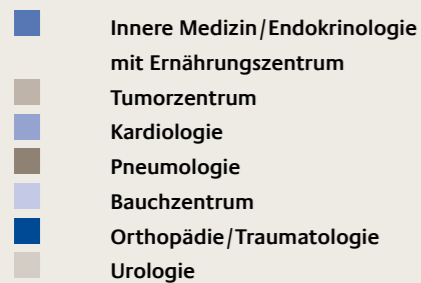 Innere Medizin/Endokrinologie
mit Ernährungszentrum
Tumorzentrum
Kardiologie
Pneumologie
Bauchzentrum
Orthopädie/Traumatologie
Urologie